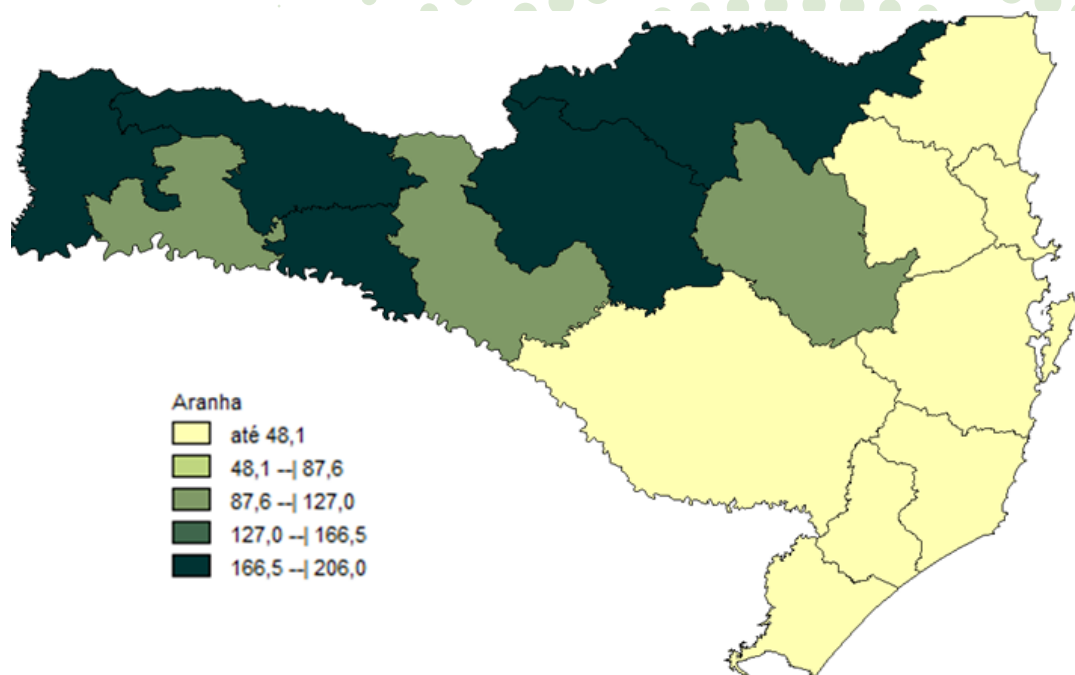 Aranha
até 48,1
48,1 --| 87,6
87,6 --| 127,0
127,0 --| 166,5
166,5 --| 206,0